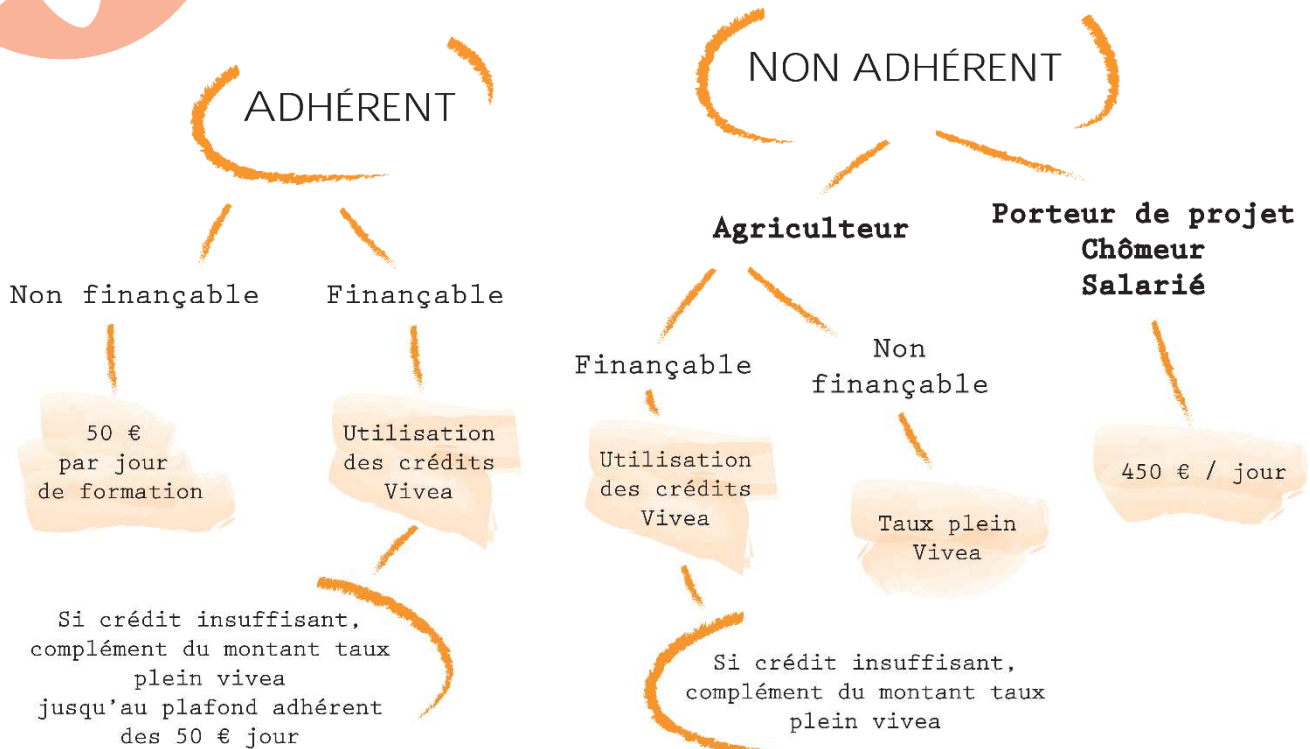 ADHÉRENT
Non finançable
Finançable
50 €
par jour
de formation
Utilisation
des crédits
Vivea
Si crédit insuffisant,
complément du montant taux
plein vivea
jusqu'au plafond adhérent
des 50 € jour
NON ADHÉRENT
Agriculteur
Finançable
Non
finançable
Utilisation
des crédits
Vivea
Taux plein
Vivea
Si crédit insuffisant,
complément du montant taux
plein vivea
Porteur de projet
Chômeur
Salarié
450 € / jour